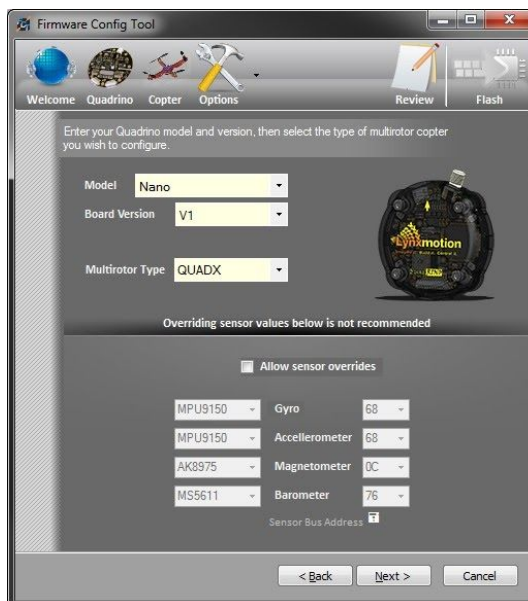 Firmware Config Tool
Welcome Quadrino Copter Options Review Flash
Enter your Quadrino model and version, then select the type of multirotor copter
you wish to configure.
Model Nano
Board Version V1
Lynxmotion
Multirotor Type QUADX
Overriding sensor values below is not recommended
Allow sensor overrides
MPU9150 Gyro 68
MPU9150 Accellerometer 68
AK8975 Magnetometer 0C
MS5611 Barometer 76
Sensor Bus Address
< Back Next > Cancel